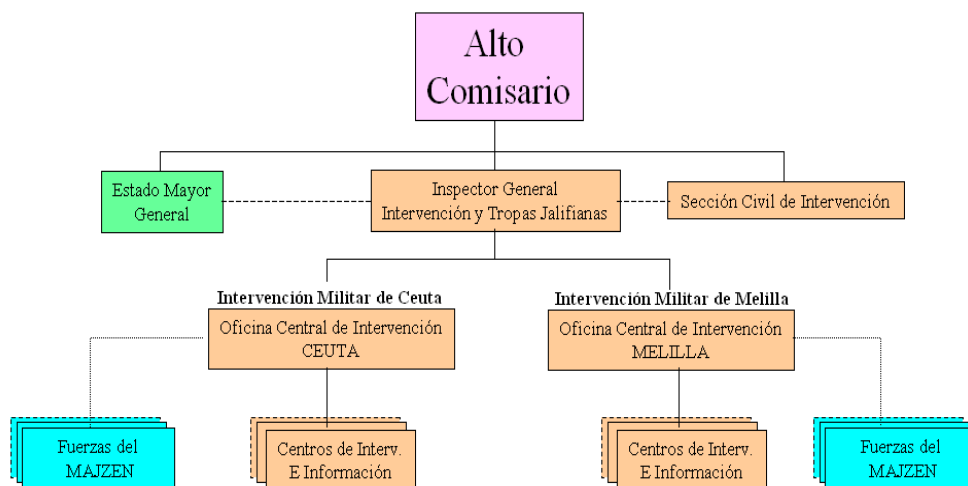 Alto
Comisario
Estado Mayor
General
Inspector General
Intervención y Tropas Jalifianas
Sección Civil de Intervención
Intervención Militar de Ceuta
Oficina Central de Intervención
CEUTA
Intervención Militar de Melilla
Oficina Central de Intervención
MELILLA
Fuerzas del
MAJZEN
Centros de Interv.
E Información
Centros de Interv.
E Información
Fuerzas del
MAJZEN